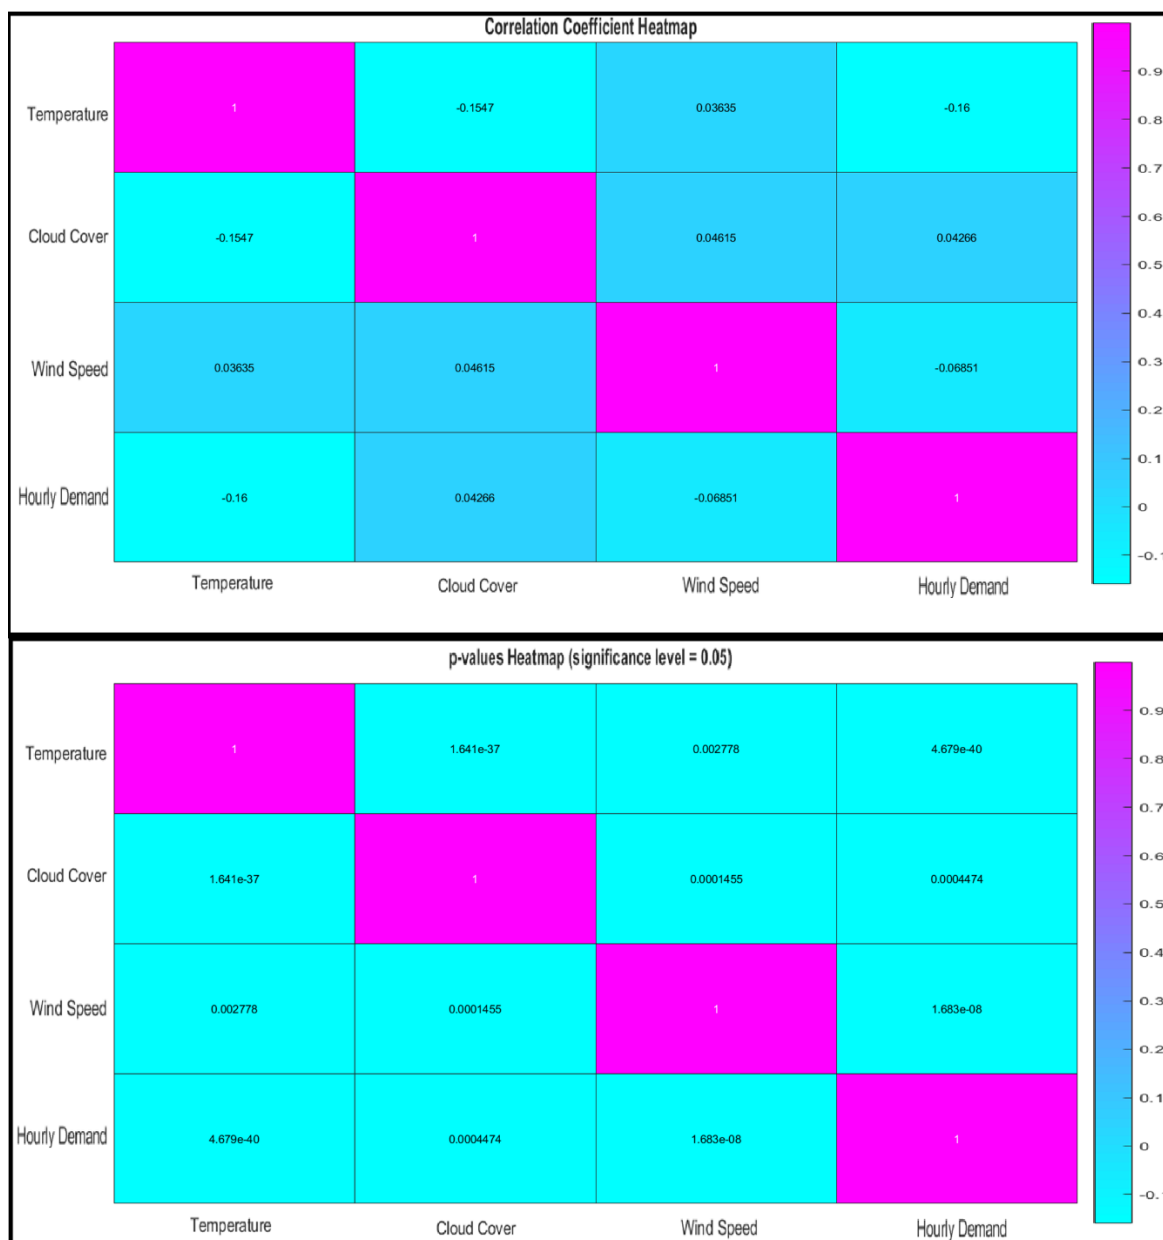 Correlation Coefficient Heatmap
Temperature 1 -0.1547 0.03635 -0.16
Cloud Cover -0.1547 1 0.04615 0.04266
Wind Speed 0.03635 0.04615 1 -0.06851
Hourly Demand -0.16 0.04266 -0.06851 1
Temperature Cloud Cover Wind Speed Hourly Demand
0.9
0.8
0.7
0.6
0.5
0.4
0.3
0.2
0.1
0
-0.1
p-values Heatmap (significance level = 0.05)
Temperature 1 1.641e-37 0.002778 4.679e-40
Cloud Cover 1.641e-37 1 0.0001455 0.0004474
Wind Speed 0.002778 0.0001455 1 1.683e-08
Hourly Demand 4.679e-40 0.0004474 1.683e-08 1
Temperature Cloud Cover Wind Speed Hourly Demand
0.9
0.8
0.7
0.6
0.5
0.4
0.3
0.2
0.1
0
-0.1